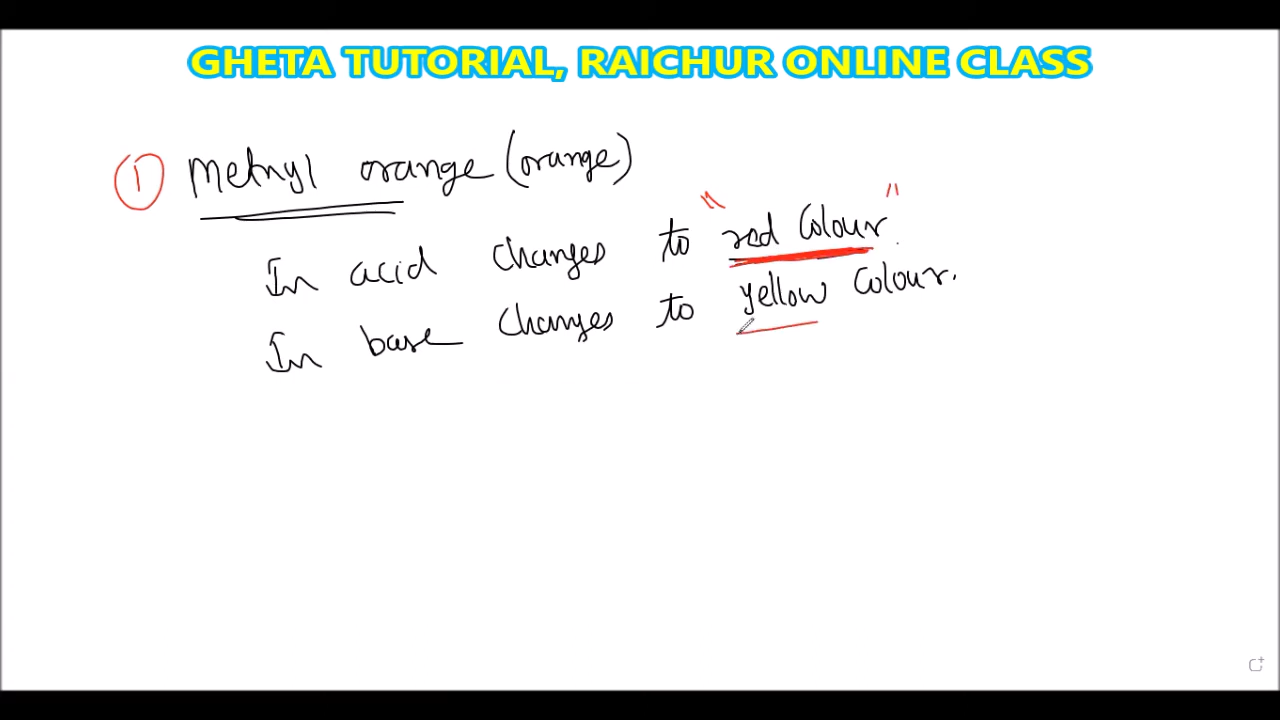 GHETA TUTORIAL, RAICHUR ONLINE CLASS
① Methyl orange (orange)
In acid changes to "red Colour".
In base changes to yellow Colour.